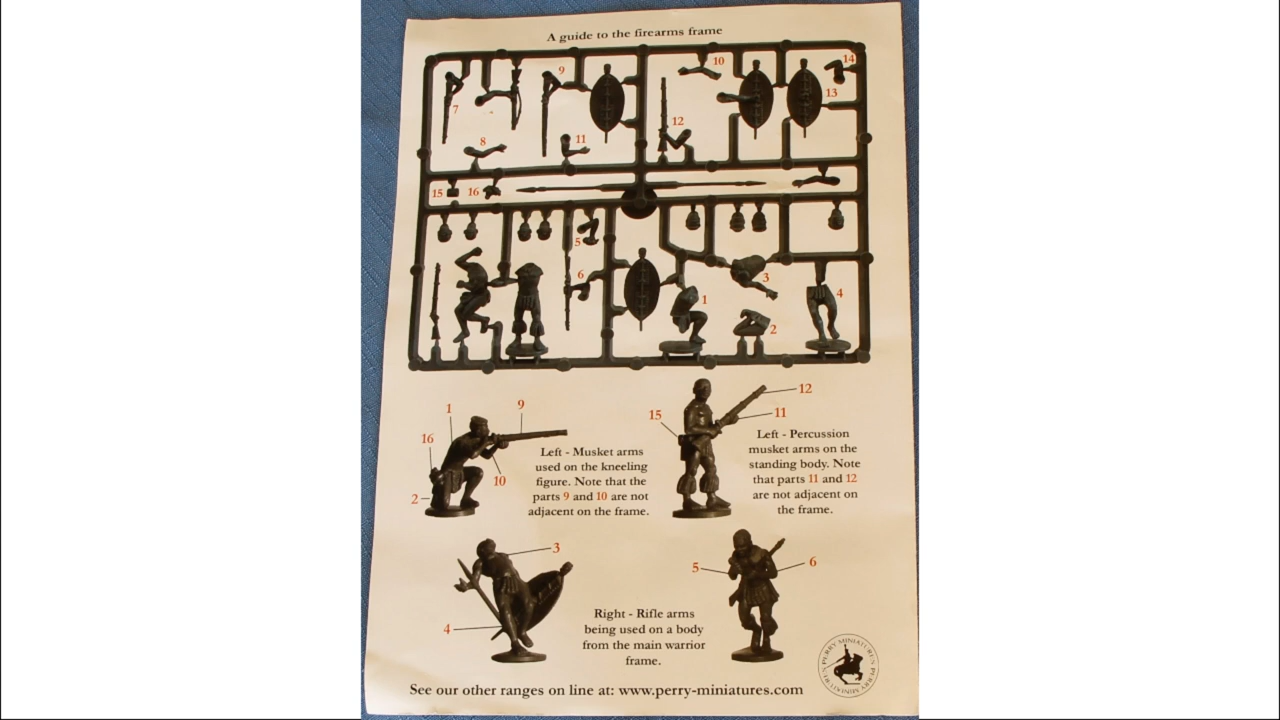 A guide to the firearms frame
7
9
10
14
13
12
8
11
15
16
5
6
3
1
4
2
1
9
16
10
2
Left - Musket arms
used on the kneeling
figure. Note that the
parts 9 and 10 are not
adjacent on the frame.
12
11
15
Left - Percussion
musket arms on the
standing body. Note
that parts 11 and 12
are not adjacent on
the frame.
3
4
5
6
Right - Rifle arms
being used on a body
from the main warrior
frame.
PERRY MINIATURES PERRY MINIATURES
See our other ranges on line at: www.perry-miniatures.com